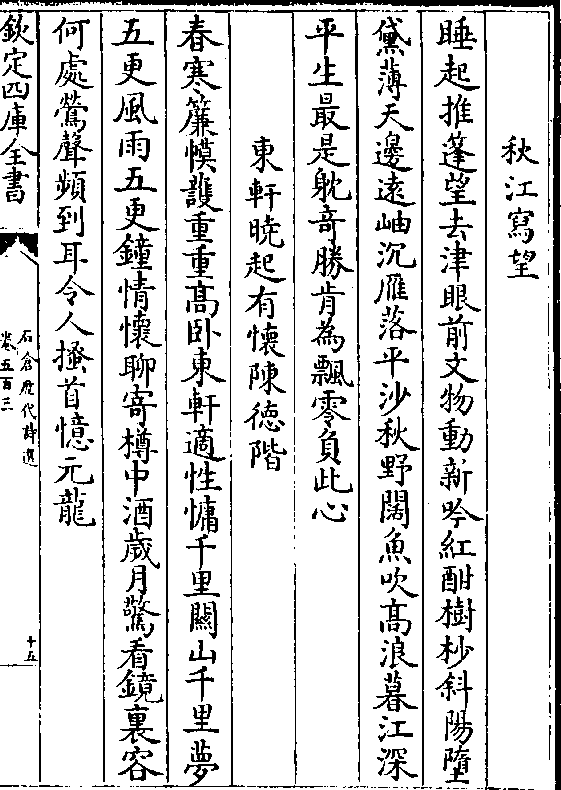 秋江寫望
睡起推蓬望去津眼前文物動新吟紅酣樹杪斜陽墮
黛薄天邊遠岫沉雁落平沙秋野闊魚吹高浪暮江深
平生最是躭竒勝肯為飄零負此心
東軒曉起有懷陳德階
春寒簾幙護重重高卧東軒適性慵千里關山千里夢
五更風雨五更鐘情懷聊寄樽中酒歲月驚看鏡裏容
何處鶯聲頻到耳令人搔首憶元龍
欽定四庫全書
石倉歴代詩選
卷五百三
十五